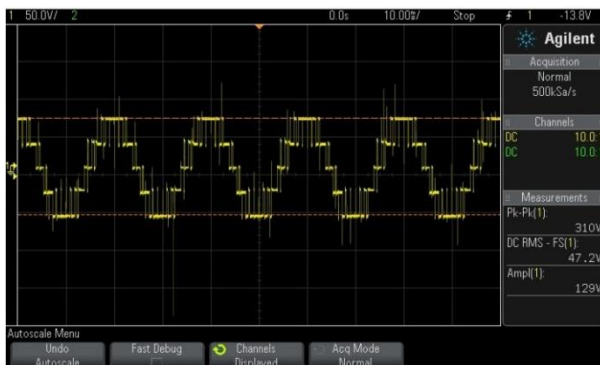 1 50.0V/ 2 0.0s 10.00%/ Stop 1 -13.8V
Agilent
Acquisition
Normal
500kSa/s
Channels
DC 10.0:
DC 10.0:
Measurements
Pk-Pk(1):
310V
DC RMS - FS(1):
47.2V
Ampl(1):
129V
Autoscale Menu
Undo
Autoscale
Fast Debug
Channels
Displayed
Acq Mode
Normal